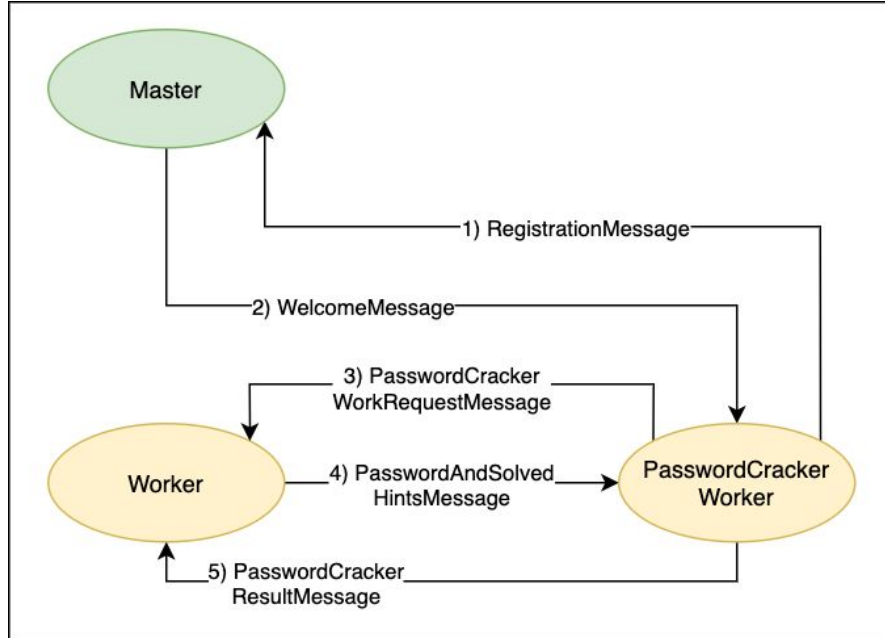 Master
1) RegistrationMessage
2) WelcomeMessage
3) PasswordCracker
WorkRequestMessage
Worker
4) PasswordAndSolved
HintsMessage
PasswordCracker
Worker
5) PasswordCracker
ResultMessage